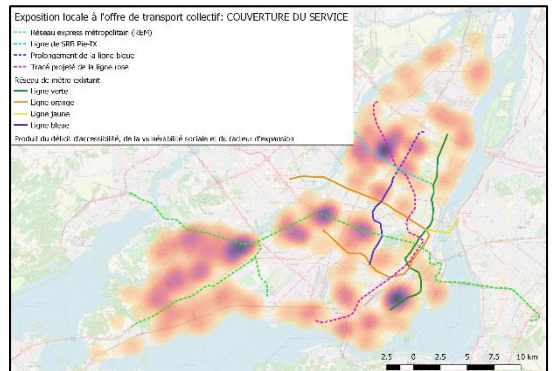 Exposition locale à l'offre de transport collectif: COUVERTURE DU SERVICE
Réseau express métropolitain (REM)
Ligne de SRB Pie-IX
Prolongement de la ligne bleue
Tracé projeté de la ligne rose
Réseau de métro existant
Ligne verte
Ligne orange
Ligne jaune
Ligne bleue
Produit du déficit d'accessibilité, de la vulnérabilité sociale et du facteur d'expansion
2.5 0 2.5 5 7.5 10 km